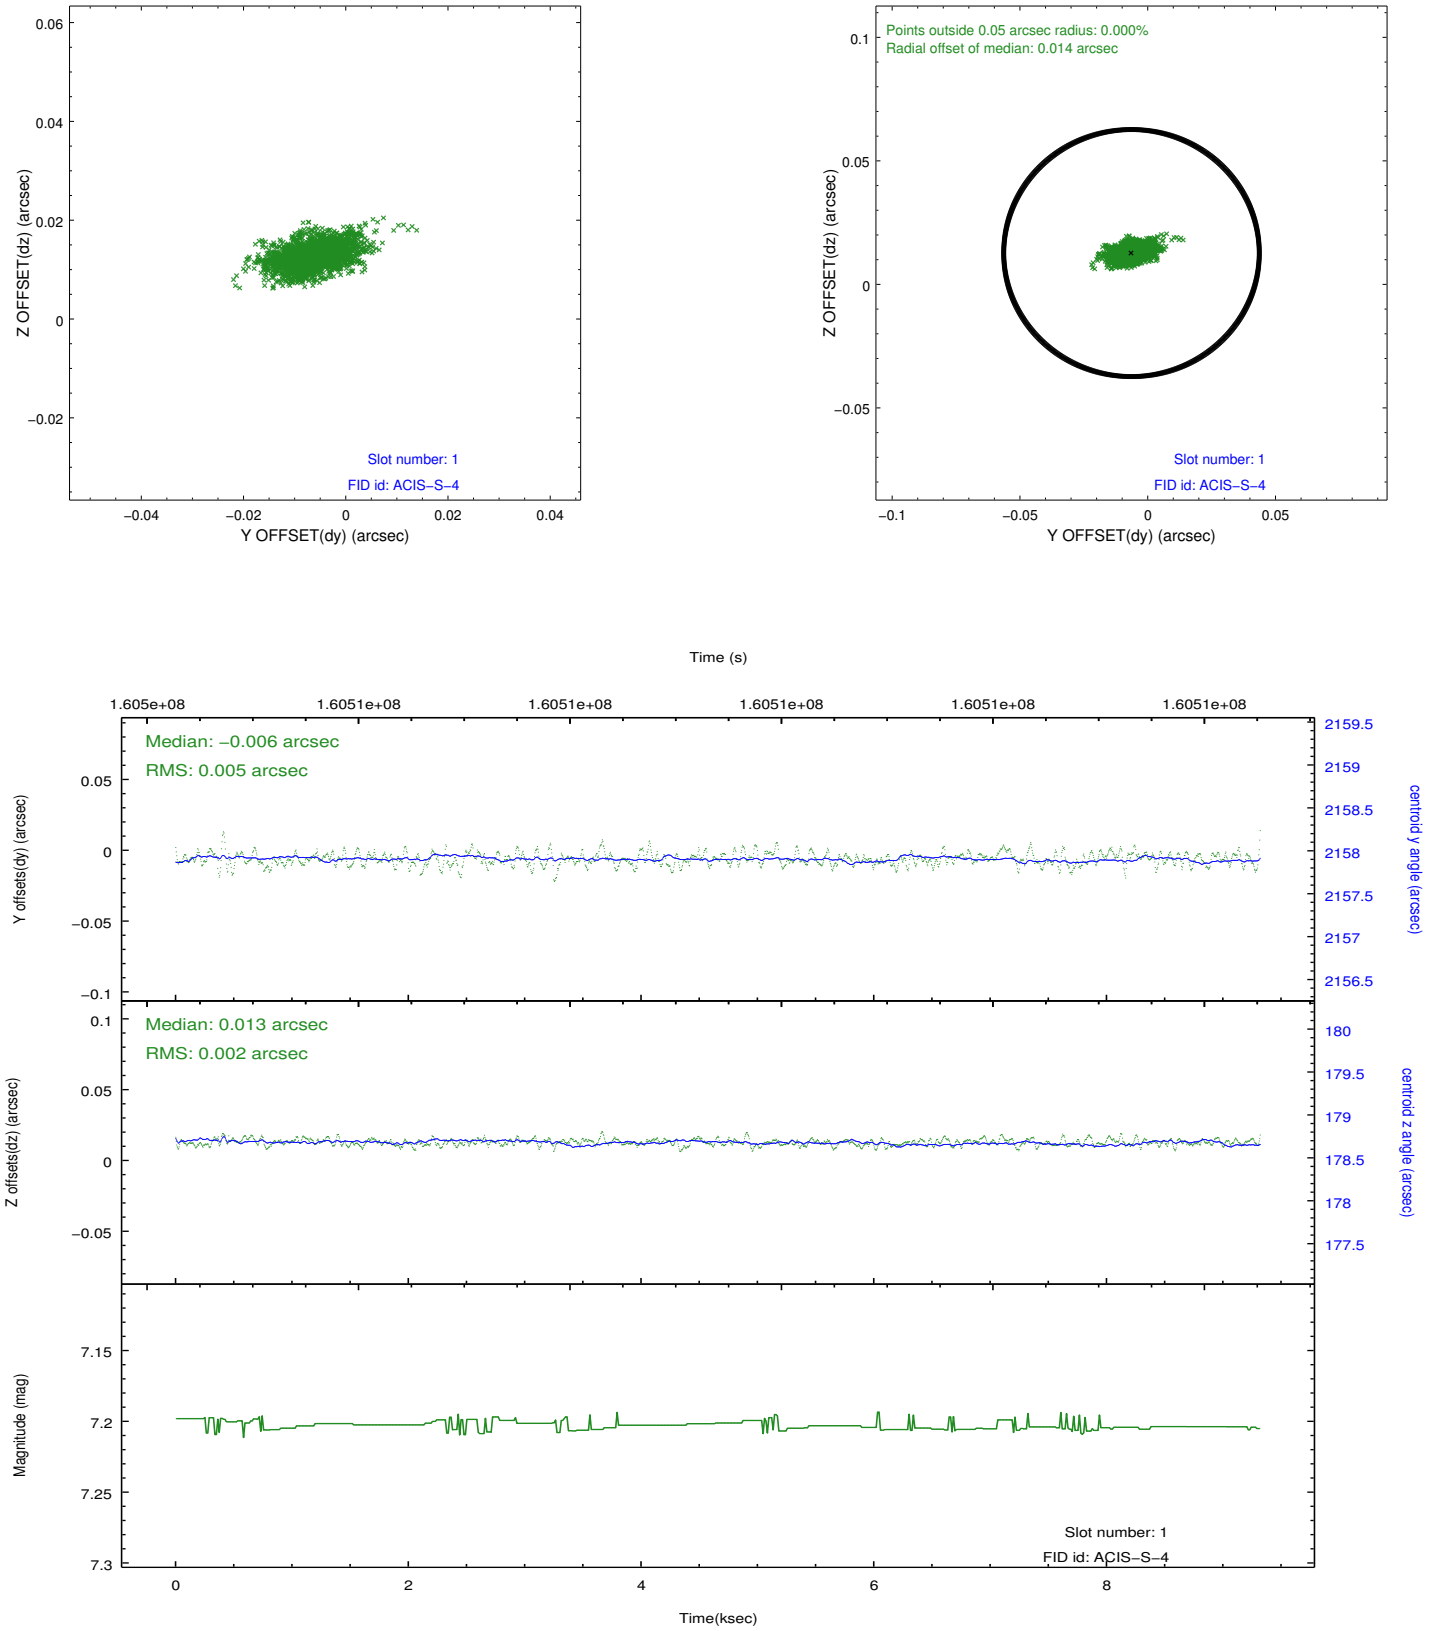 0.06
0.04
0.02
0
−0.02
Z OFFSET(dz) (arcsec)
Slot number: 1
FID id: ACIS−S−4
−0.04
−0.02
0
0.02
0.04
Y OFFSET(dy) (arcsec)
Points outside 0.05 arcsec radius: 0.000%
Radial offset of median: 0.014 arcsec
0.1
0.05
0
−0.05
Z OFFSET(dz) (arcsec)
Slot number: 1
FID id: ACIS−S−4
−0.1
−0.05
0
0.05
Y OFFSET(dy) (arcsec)
Time (s)
1.605e+08
1.6051e+08
1.6051e+08
1.6051e+08
1.6051e+08
1.6051e+08
Median: −0.006 arcsec
RMS: 0.005 arcsec
0.05
0
−0.05
−0.1
Y offsets(dy) (arcsec)
2159.5
2159
2158.5
2158
2157.5
2157
2156.5
centroid y angle (arcsec)
Median: 0.013 arcsec
RMS: 0.002 arcsec
0.1
0.05
0
−0.05
Z offsets(dz) (arcsec)
180
179.5
179
178.5
178
177.5
centroid z angle (arcsec)
7.15
7.2
7.25
7.3
Magnitude (mag)
Slot number: 1
FID id: ACIS−S−4
0
2
4
6
8
Time(ksec)